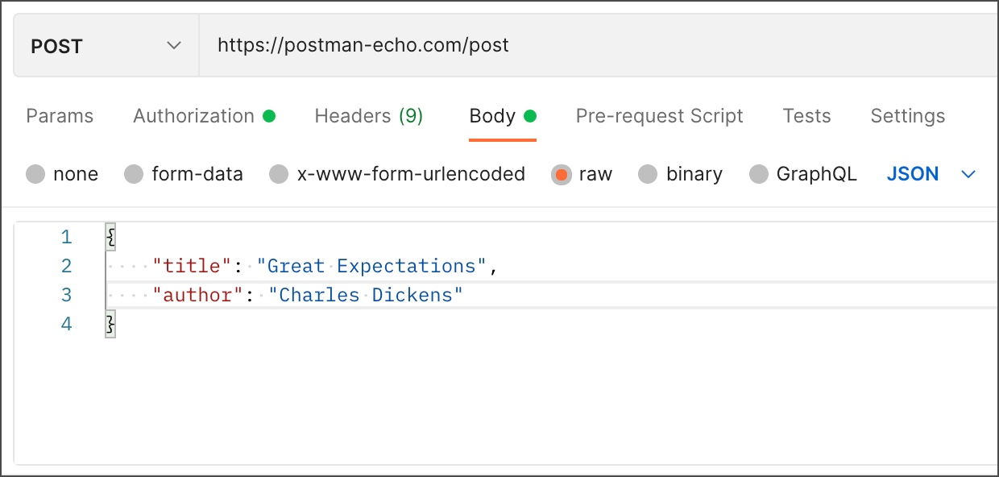 POST https://postman-echo.com/post
Params Authorization Headers (9) Body Pre-request Script Tests Settings
none form-data x-www-form-urlencoded raw binary GraphQL JSON
1 {
2     "title": "Great Expectations",
3     "author": "Charles Dickens"
4 }